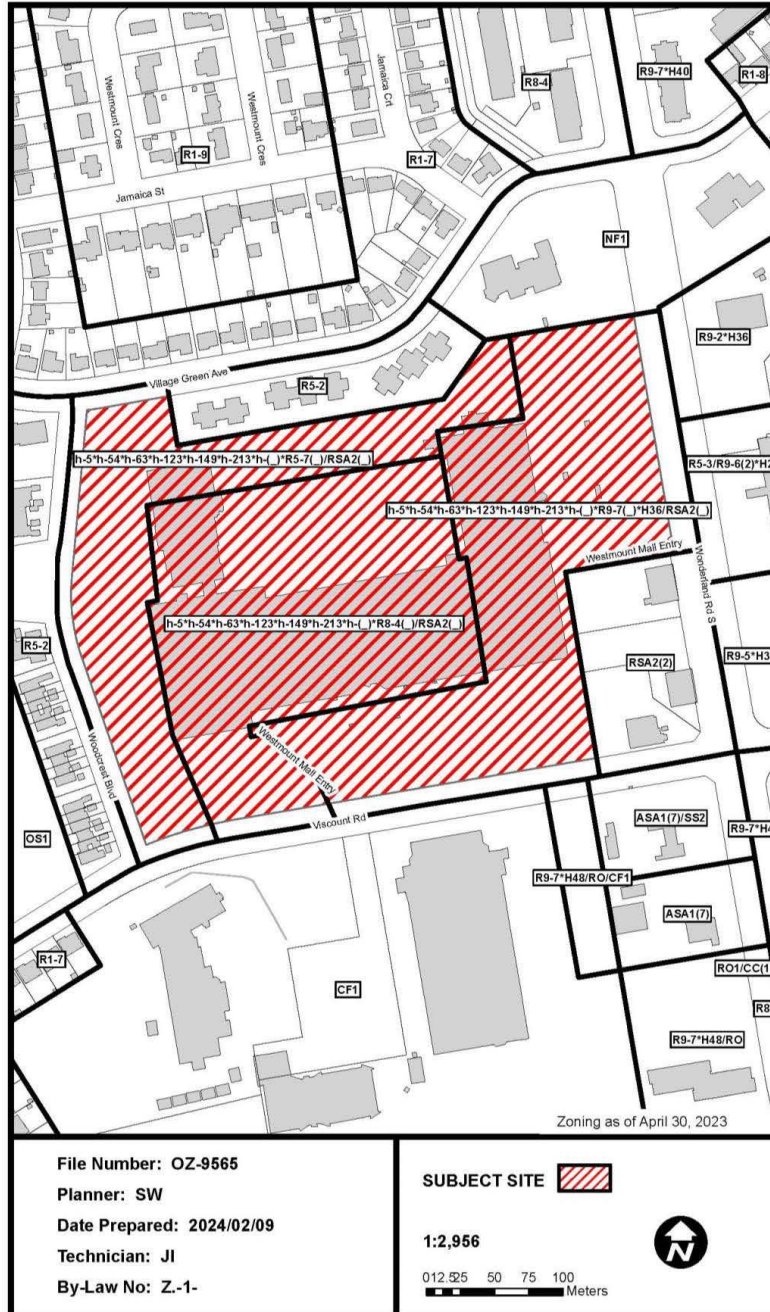 Westmount Cres
Westmount Cres
Jamaica Crt
R8-4
R9-7*H40
R1-8
R1-9
R1-7
Jamaica St
NF1
R9-2*H36
Village Green Ave
R5-2
h-5*h-54*h-63*h-123*h-149*h-213*h-(_)*R5-7(_)/RSA2(_)
R5-3/R9-6(2)*H2
h-5*h-54*h-63*h-123*h-149*h-213*h-(_)*R9-7(_)*H36/RSA2(_)
Westmount Mall Entry
Wonderland Rd S
h-5*h-54*h-63*h-123*h-149*h-213*h-(_)*R8-4(_)/RSA2(_)
R5-2
RSA2(2)
R9-5*H3
Woodcrest Blvd
Westmount Mall Entry
Viscount Rd
OS1
ASA1(7)/SS2
R9-7*H4
R9-7*H48/RO/CF1
ASA1(7)
R1-7
RO1/CC(1
CF1
R8
R9-7*H48/RO
Zoning as of April 30, 2023
File Number: OZ-9565
Planner: SW
Date Prepared: 2024/02/09
Technician: JI
By-Law No: Z.-1-
SUBJECT SITE
1:2,956
N
0 12.5 25 50 75 100
Meters